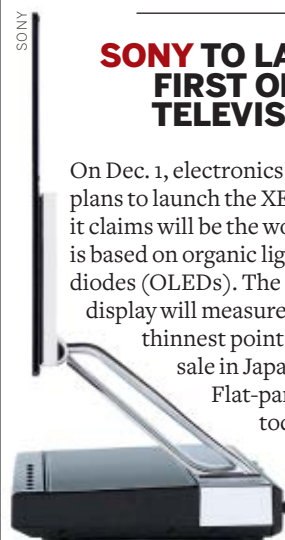 SONY
SONY TO LA
FIRST O
TELEVIS
On Dec. 1, electronics
plans to launch the XE
it claims will be the wo
is based on organic lig
diodes (OLEDs). The
display will measure
thinnest point
sale in Japa
Flat-par
too